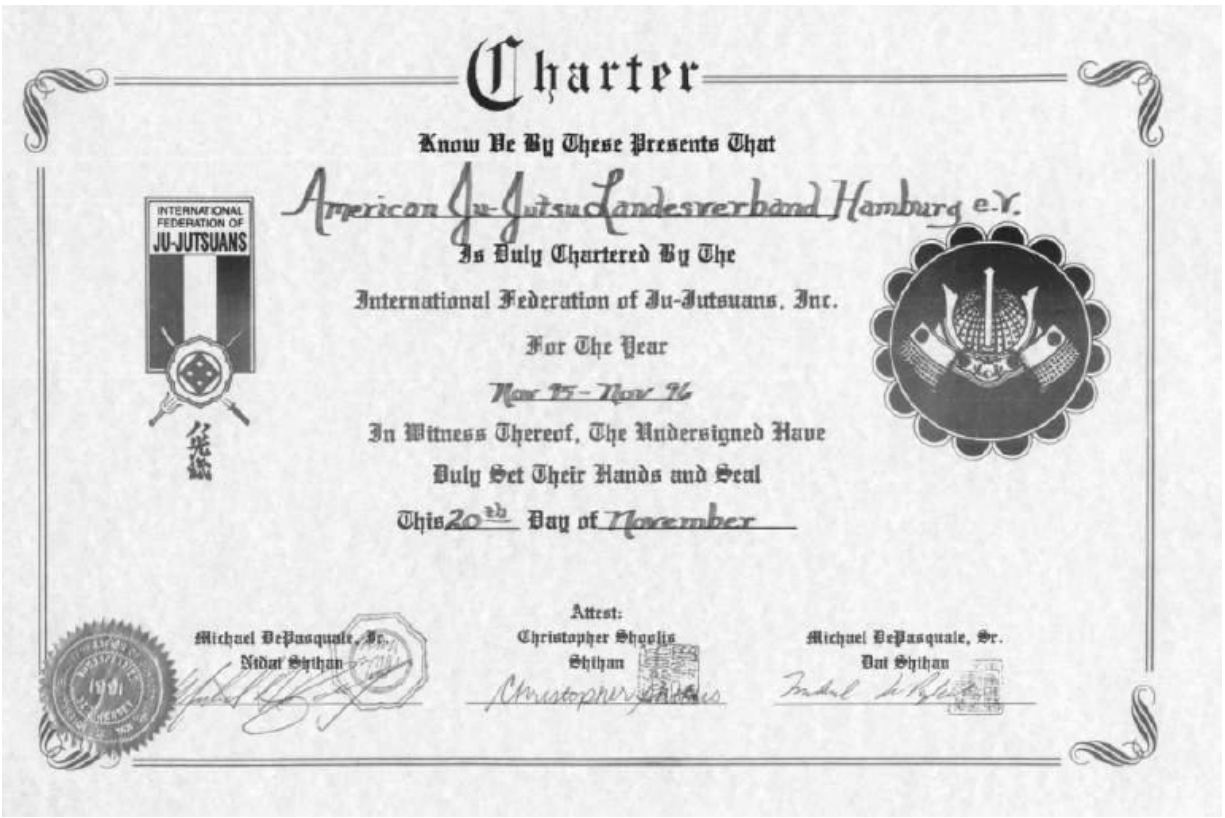 Charter
Know Ye By These Presents That
American Ju-Jutsu Landesverband Hamburg e.V.
INTERNATIONAL
FEDERATION OF
JU-JUTSUANS
Is Duly Chartered By The
International Federation of Ju-Jutsuans, Inc.
For The Year
Nov 95 - Nov 96
In Witness Thereof, The Undersigned Have
Duly Set Their Hands and Seal
This 20th Day of November
Attest:
Michael DePasquale, Jr. Christopher Shoolis Michael DePasquale, Sr.
Nidai Shihan Shihan Dai Shihan
Christopher Shoolis
1991